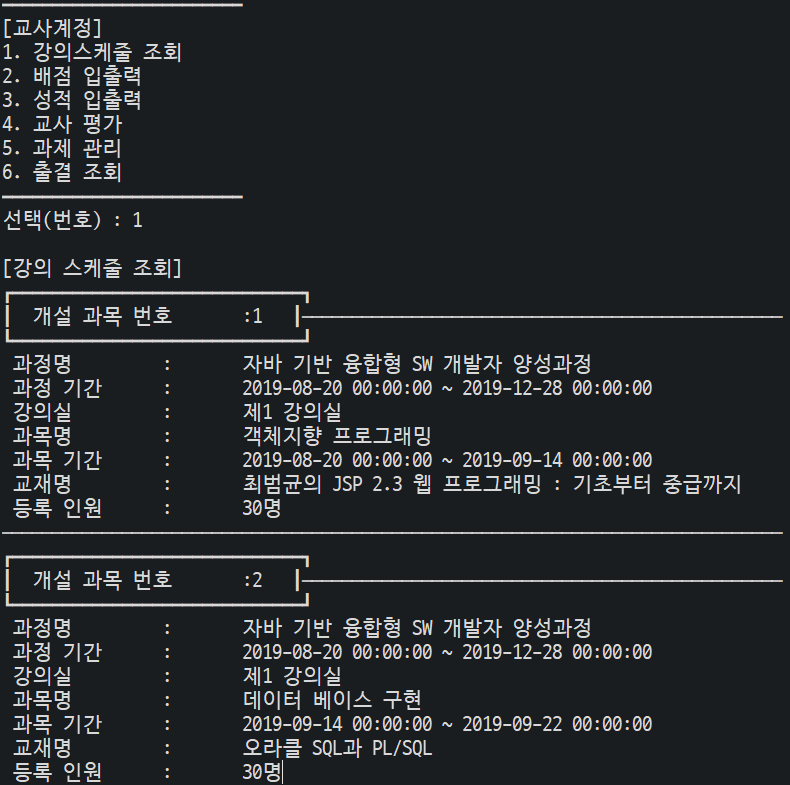 [교사계정]
1. 강의스케줄 조회
2. 배점 입출력
3. 성적 입출력
4. 교사 평가
5. 과제 관리
6. 출결 조회
선택(번호) : 1
[강의 스케줄 조회]
개설 과목 번호 :1
과정명 : 자바 기반 융합형 SW 개발자 양성과정
과정 기간 : 2019-08-20 00:00:00 ~ 2019-12-28 00:00:00
강의실 : 제1 강의실
과목명 : 객체지향 프로그래밍
과목 기간 : 2019-08-20 00:00:00 ~ 2019-09-14 00:00:00
교재명 : 최범균의 JSP 2.3 웹 프로그래밍 : 기초부터 중급까지
등록 인원 : 30명
개설 과목 번호 :2
과정명 : 자바 기반 융합형 SW 개발자 양성과정
과정 기간 : 2019-08-20 00:00:00 ~ 2019-12-28 00:00:00
강의실 : 제1 강의실
과목명 : 데이터 베이스 구현
과목 기간 : 2019-09-14 00:00:00 ~ 2019-09-22 00:00:00
교재명 : 오라클 SQL과 PL/SQL
등록 인원 : 30명